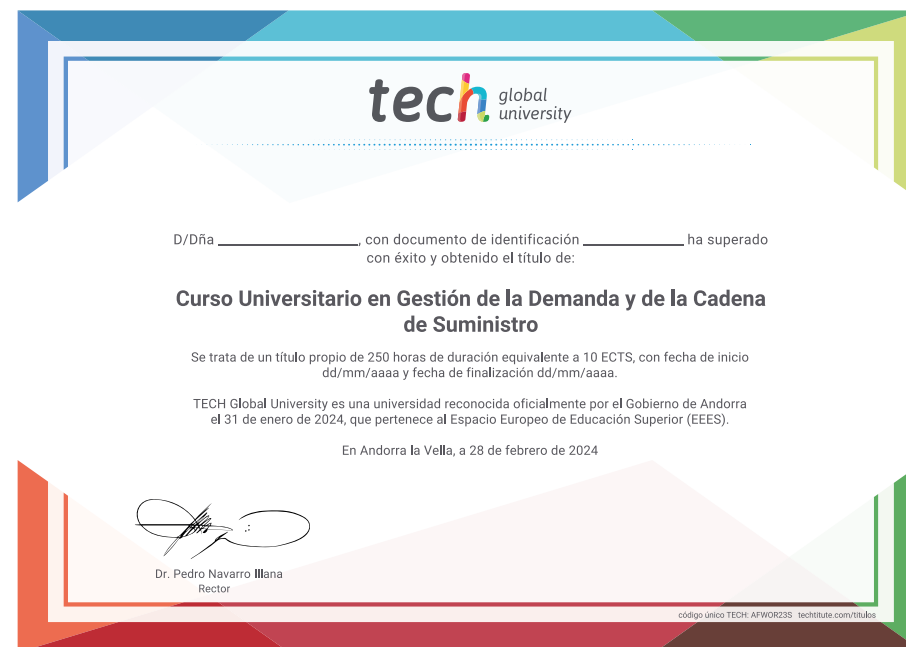 tech global university
D/Dña ____________, con documento de identificación ____________ ha superado
con éxito y obtenido el título de:
Curso Universitario en Gestión de la Demanda y de la Cadena
de Suministro
Se trata de un título propio de 250 horas de duración equivalente a 10 ECTS, con fecha de inicio
dd/mm/aaaa y fecha de finalización dd/mm/aaaa.
TECH Global University es una universidad reconocida oficialmente por el Gobierno de Andorra
el 31 de enero de 2024, que pertenece al Espacio Europeo de Educación Superior (EEES).
En Andorra la Vella, a 28 de febrero de 2024
Dr. Pedro Navarro Illana
Rector
código único TECH: AFWOR23S techtitute.com/titulos